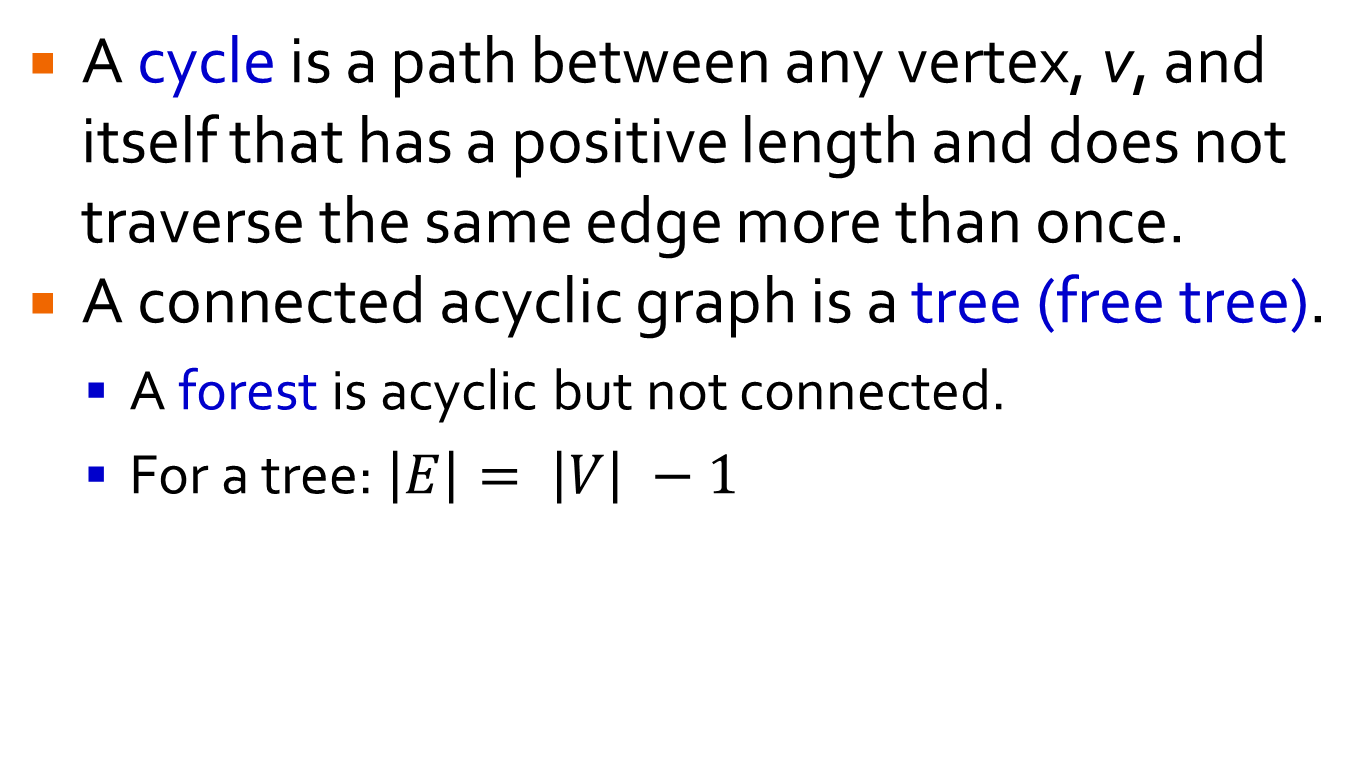 ▪ A cycle is a path between any vertex, v, and
itself that has a positive length and does not
traverse the same edge more than once.
▪ A connected acyclic graph is a tree (free tree).
▪ A forest is acyclic but not connected.
▪ For a tree: |E| = |V| − 1